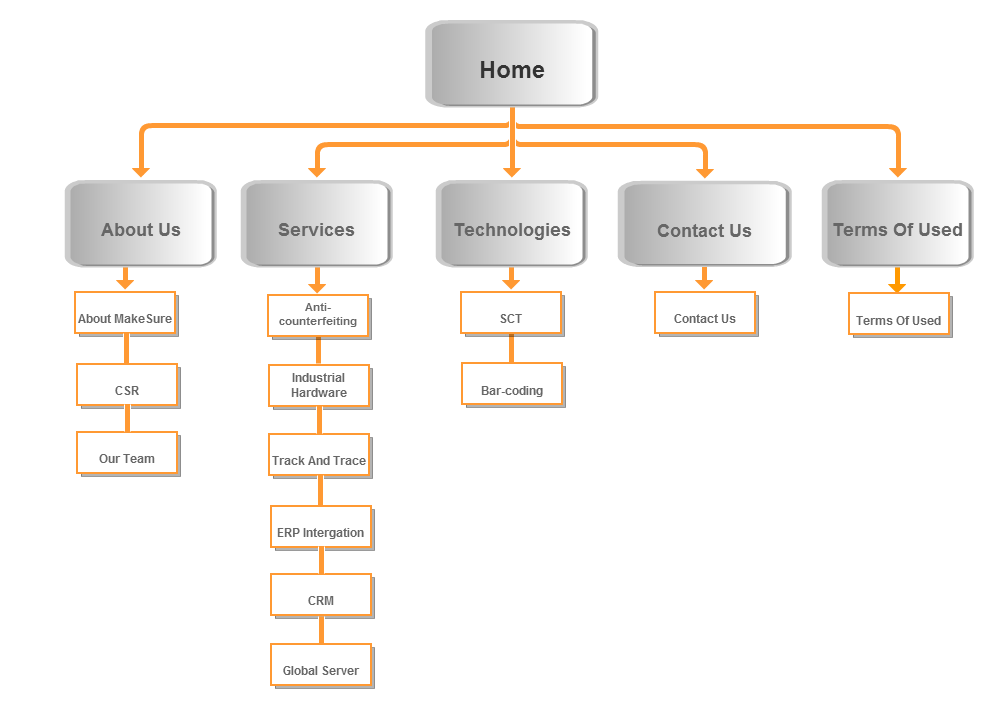 Home
About Us
Services
Technologies
Contact Us
Terms Of Used
About MakeSure
CSR
Our Team
Anti-
counterfeiting
Industrial
Hardware
Track And Trace
ERP Intergation
CRM
Global Server
SCT
Bar-coding
Contact Us
Terms Of Used